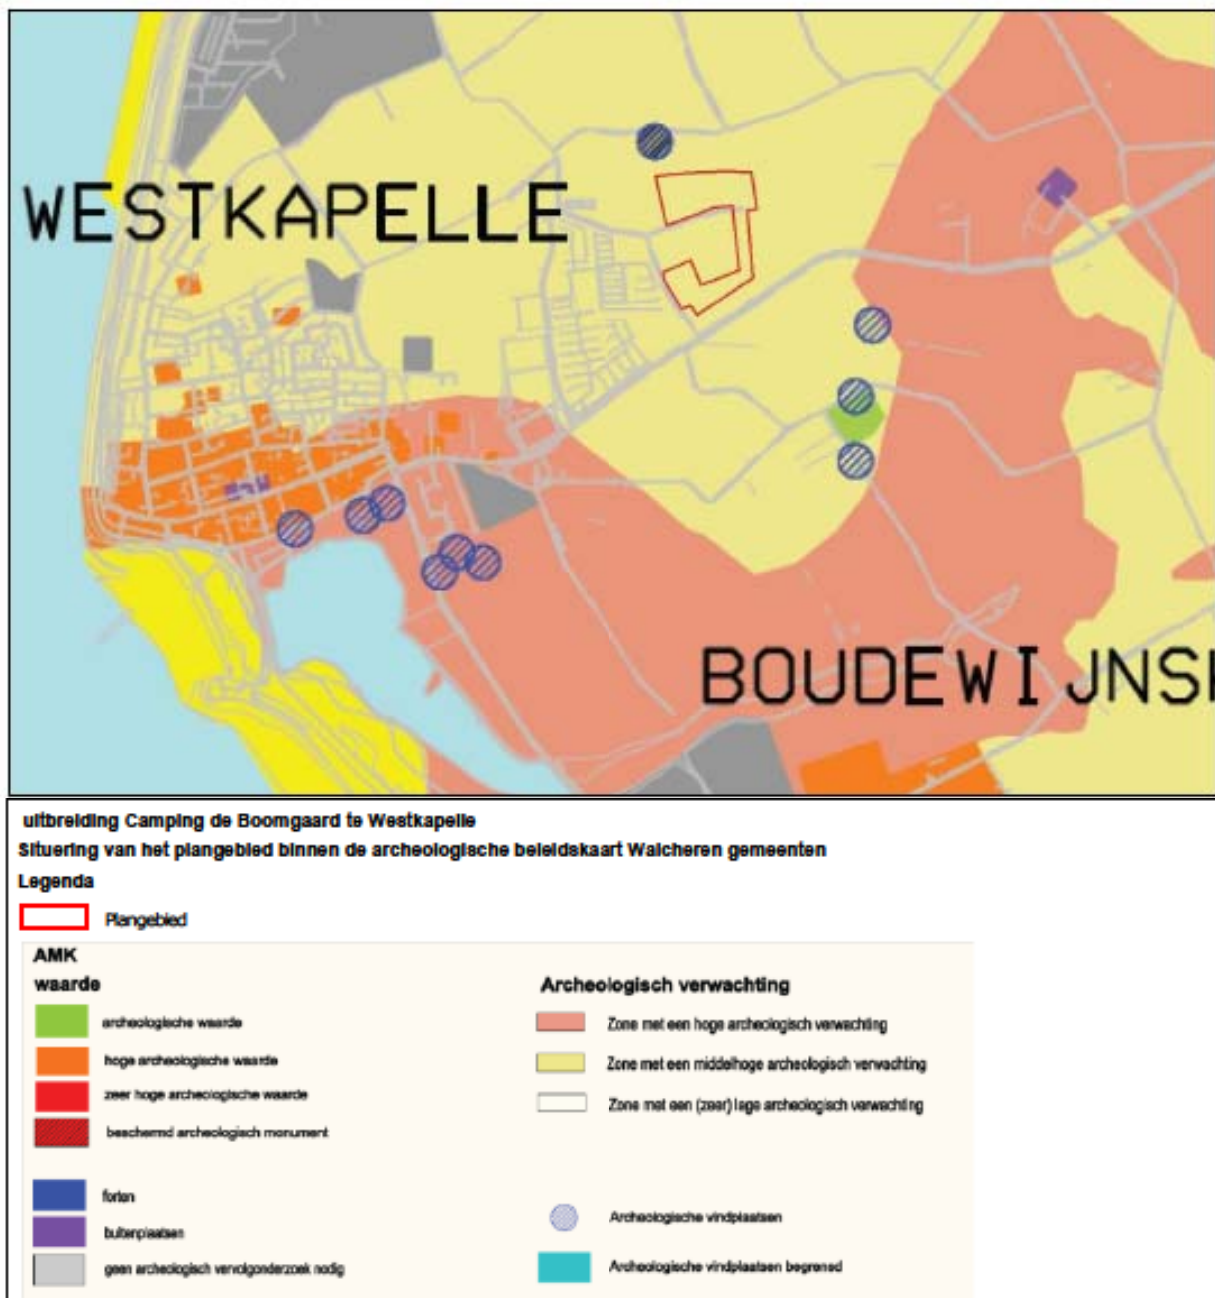 WESTKAPELLE
BOUDEWIJNSK
uitbreiding Camping de Boomgaard te Westkapelle
Situering van het plangebied binnen de archeologische beleidskaart Walcheren gemeenten
Legenda
Plangebied
AMK
waarde
archeologische waarde
hoge archeologische waarde
zeer hoge archeologische waarde
beschermd archeologisch monument
forten
buitenplaatsen
geen archeologisch vervolgonderzoek nodig
Archeologisch verwachting
Zone met een hoge archeologisch verwachting
Zone met een middelhoge archeologisch verwachting
Zone met een (zeer) lage archeologisch verwachting
Archeologische vindplaatsen
Archeologische vindplaatsen begrensd